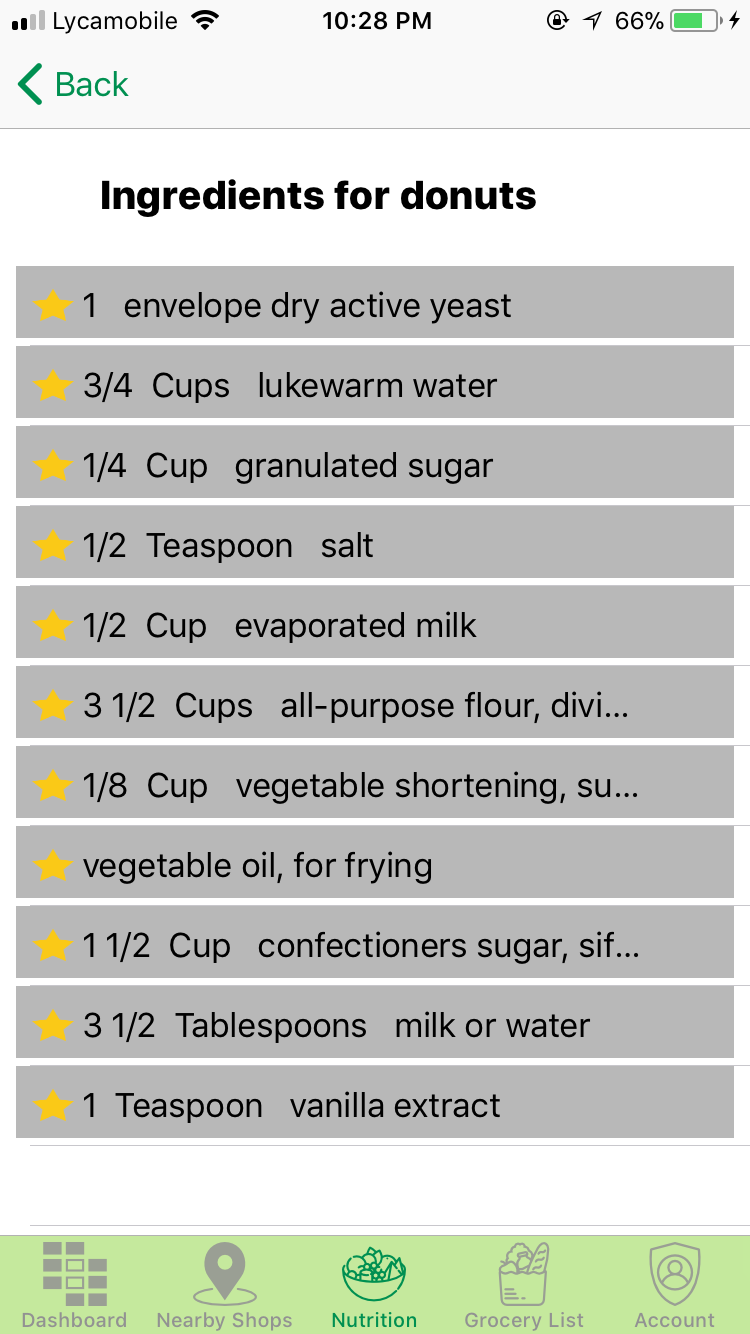 Lycamobile 10:28 PM 66%
Back
Ingredients for donuts
1 envelope dry active yeast
3/4 Cups lukewarm water
1/4 Cup granulated sugar
1/2 Teaspoon salt
1/2 Cup evaporated milk
3 1/2 Cups all-purpose flour, divi...
1/8 Cup vegetable shortening, su...
vegetable oil, for frying
1 1/2 Cup confectioners sugar, sif...
3 1/2 Tablespoons milk or water
1 Teaspoon vanilla extract
Dashboard Nearby Shops Nutrition Grocery List Account